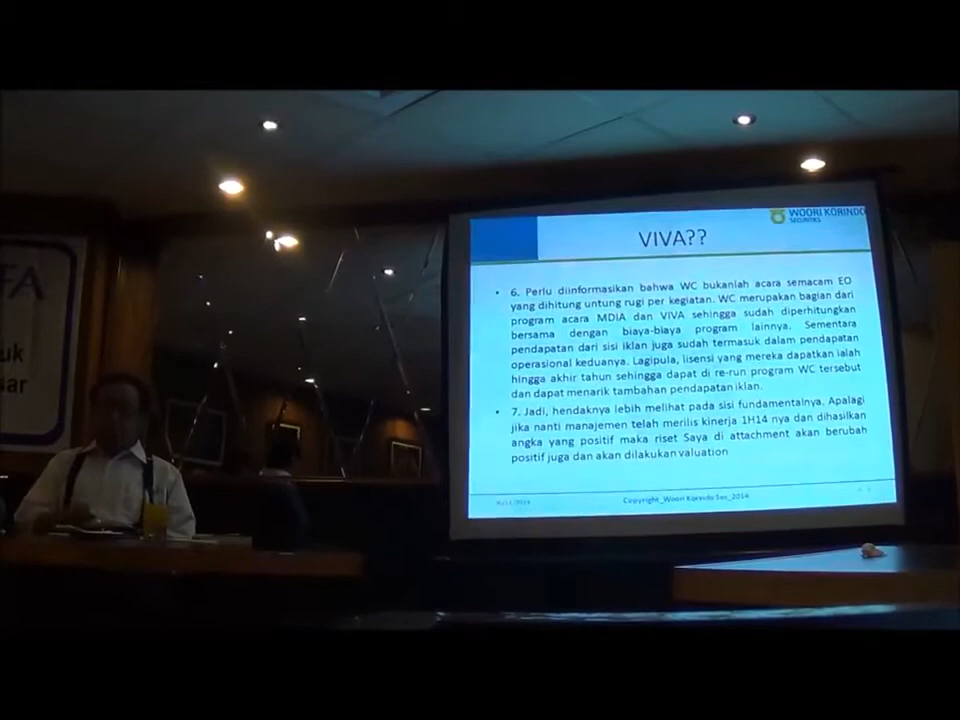 WOORI KORINDO
SECURITIES
VIVA??
• 6. Perlu diinformasikan bahwa WC bukanlah acara semacam EO
yang dihitung untung rugi per kegiatan. WC merupakan bagian dari
program acara MDIA dan VIVA sehingga sudah diperhitungkan
bersama dengan biaya-biaya program lainnya. Sementara
pendapatan dari sisi iklan juga sudah termasuk dalam pendapatan
operasional keduanya. Lagipula, lisensi yang mereka dapatkan ialah
hingga akhir tahun sehingga dapat di re-run program WC tersebut
dan dapat menarik tambahan pendapatan iklan.
• 7. Jadi, hendaknya lebih melihat pada sisi fundamentalnya. Apalagi
jika nanti manajemen telah merilis kinerja 1H14 nya dan dihasilkan
angka yang positif maka riset Saya di attachment akan berubah
positif juga dan akan dilakukan valuation
Copyright_Woori Korindo Sec_2014
FA
uk
sar